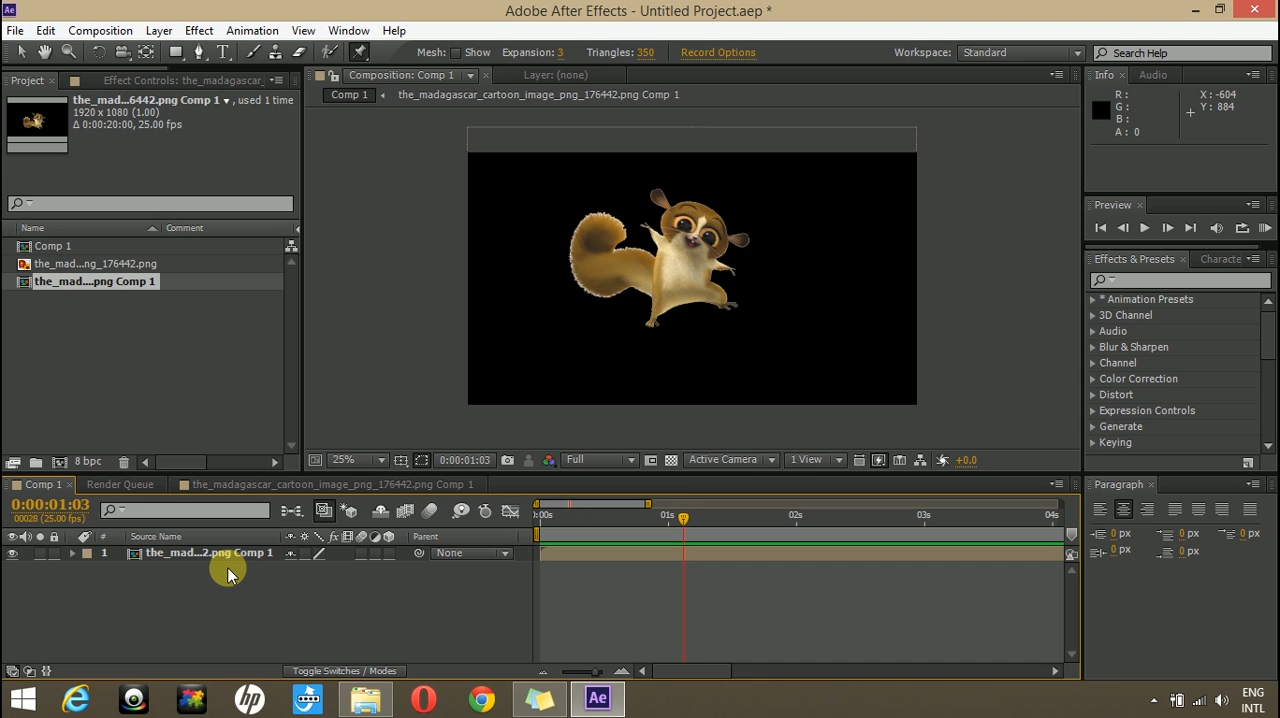 Ae
Adobe After Effects - Untitled Project.aep *
File Edit Composition Layer Effect Animation View Window Help
Mesh: Show Expansion: 3 Triangles: 350 Record Options Workspace: Standard Search Help
Project Effect Controls: the_madagascar_
the_mad...6442.png Comp 1 , used 1 time
1920 x 1080 (1.00)
Δ 0:00:20:00, 25.00 fps
Name Comment
Comp 1
the_mad...ng_176442.png
the_mad....png Comp 1
8 bpc
Composition: Comp 1 Layer: (none)
Comp 1 the_madagascar_cartoon_image_png_176442.png Comp 1
25% 0:00:01:03 Full Active Camera 1 View +0.0
Info Audio
R: X: -604
G: Y: 884
B:
A: 0
Preview
Effects & Presets Characte
* Animation Presets
3D Channel
Audio
Blur & Sharpen
Channel
Color Correction
Distort
Expression Controls
Generate
Keying
Comp 1 Render Queue the_madagascar_cartoon_image_png_176442.png Comp 1
0:00:01:03
00028 (25.00 fps)
# Source Name Parent
1 the_mad...2.png Comp 1 None
Toggle Switches / Modes
:00s 01s 02s 03s 04s
Paragraph
0 px 0 px 0 px
0 px 0 px
hp
Ae
ENG
INTL